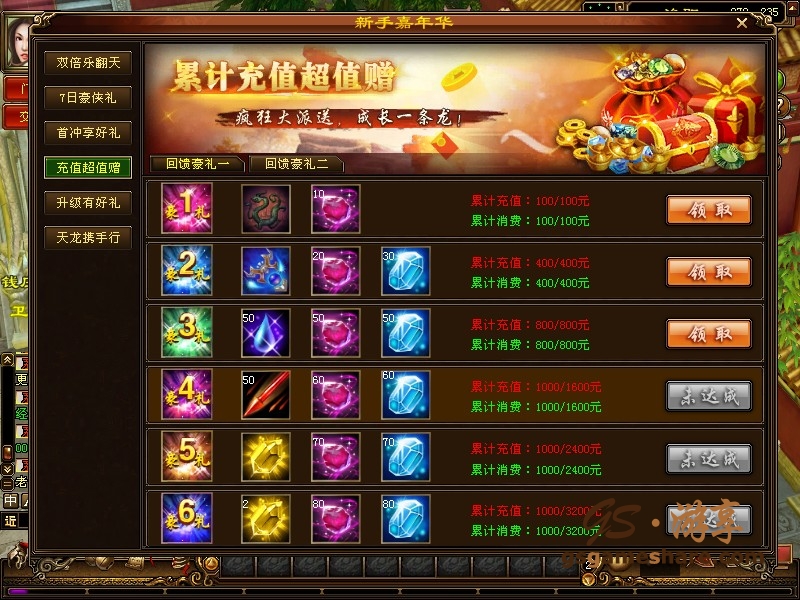 新手嘉年华
双倍乐翻天
7日豪侠礼
首冲享好礼
充值超值赠
升级有好礼
天龙携手行
累计充值超值赠
疯狂大派送，成长一条龙！
回馈豪礼一 回馈豪礼二
豪1礼 10 累计充值：100/100元
累计消费：100/100元 领取
豪2礼 20 30 累计充值：400/400元
累计消费：400/400元 领取
豪3礼 50 50 50 累计充值：800/800元
累计消费：800/800元 领取
豪4礼 50 60 60 累计充值：1000/1600元
累计消费：1000/1600元 未达成
豪5礼 70 70 累计充值：1000/2400元
累计消费：1000/2400元 未达成
豪6礼 2 80 80 累计充值：1000/3200元
累计消费：1000/3200元
GS·游享
中
近